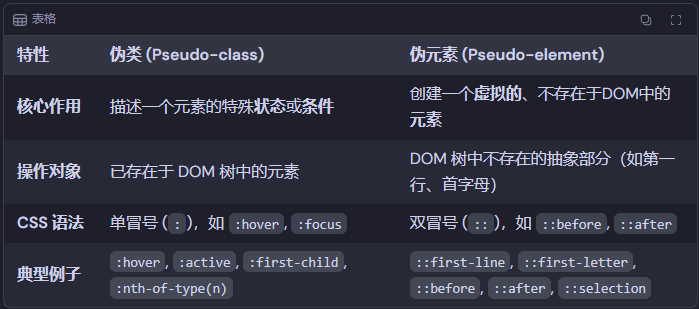 表格
特性 伪类 (Pseudo-class) 伪元素 (Pseudo-element)
核心作用 描述一个元素的特殊状态或条件 创建一个虚拟的、不存在于DOM中的
元素
操作对象 已存在于 DOM 树中的元素 DOM 树中不存在的抽象部分（如第一
行、首字母）
CSS 语法 单冒号 (:)，如 :hover, :focus 双冒号 (::)，如 ::before, ::after
典型例子 :hover, :active, :first-child, ::first-line, ::first-letter,
:nth-of-type(n) ::before, ::after, ::selection